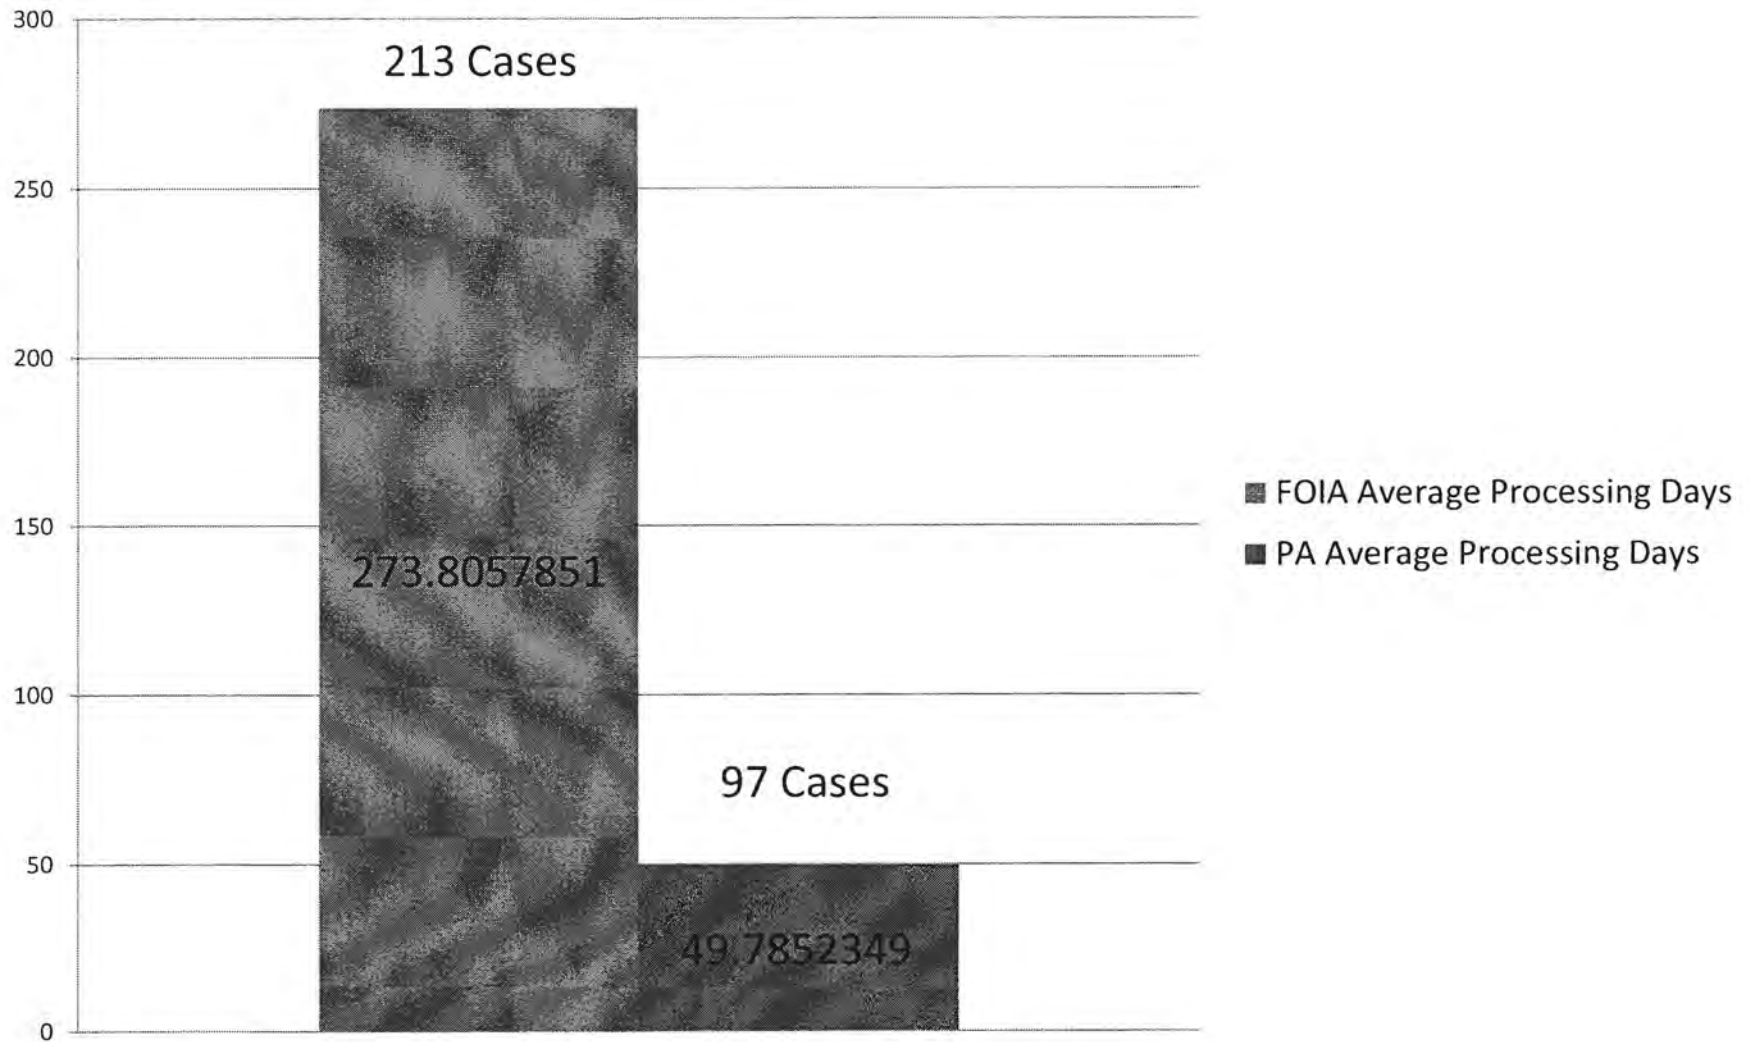 300
213 Cases
250
200
150
273.8057851
100
97 Cases
50
49.7852349
0
FOIA Average Processing Days
PA Average Processing Days